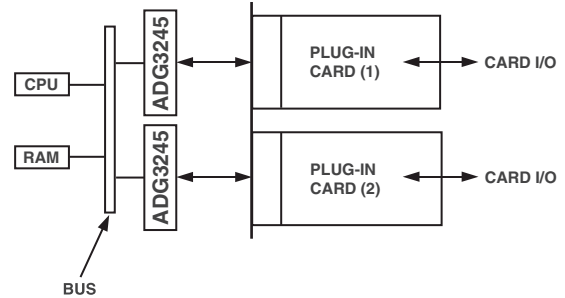 CPU
RAM
BUS
ADG3245
ADG3245
PLUG-IN
CARD (1)
CARD I/O
PLUG-IN
CARD (2)
CARD I/O